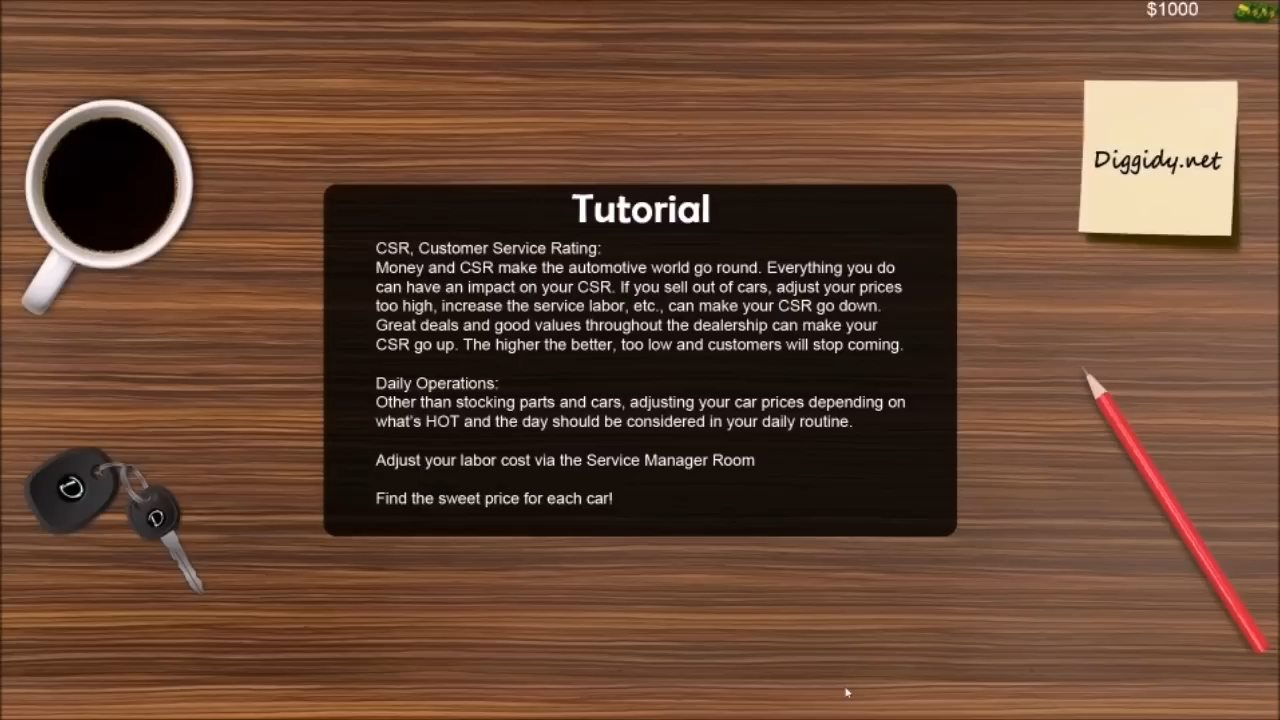 $1000
Diggidy.net
Tutorial
CSR, Customer Service Rating:
Money and CSR make the automotive world go round. Everything you do
can have an impact on your CSR. If you sell out of cars, adjust your prices
too high, increase the service labor, etc., can make your CSR go down.
Great deals and good values throughout the dealership can make your
CSR go up. The higher the better, too low and customers will stop coming.
Daily Operations:
Other than stocking parts and cars, adjusting your car prices depending on
what's HOT and the day should be considered in your daily routine.
Adjust your labor cost via the Service Manager Room
Find the sweet price for each car!
D
D